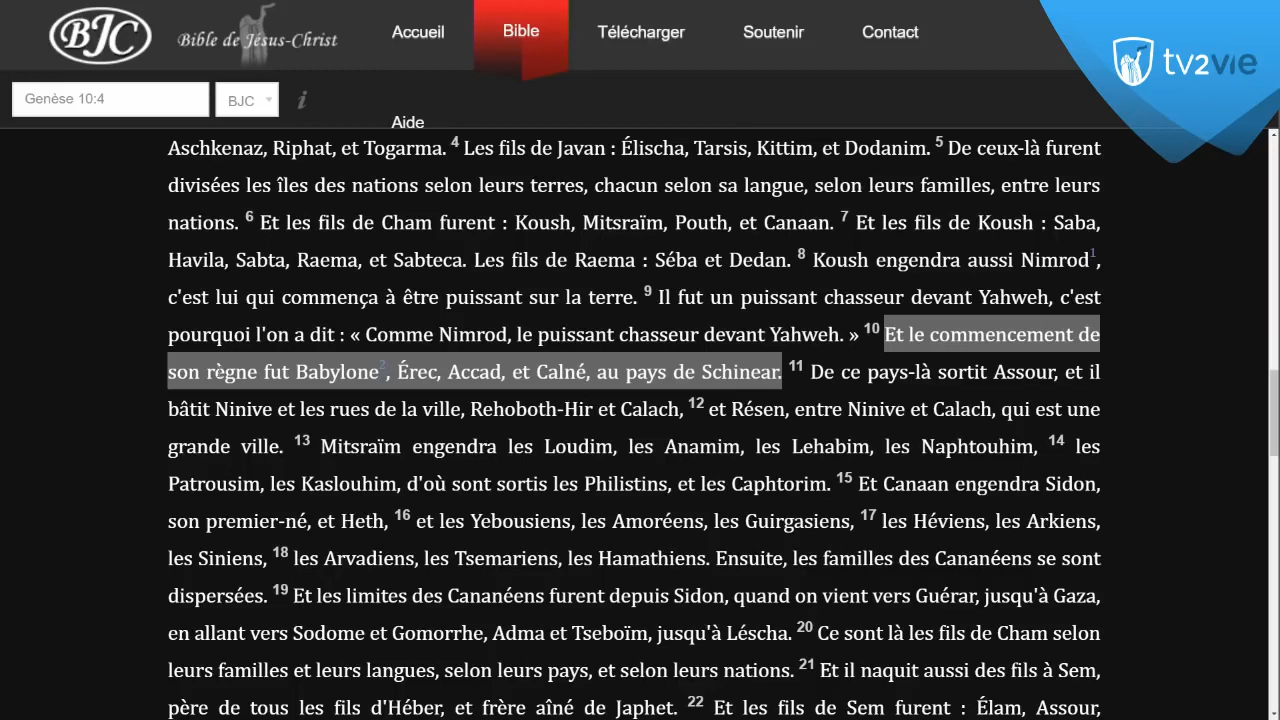 BJC
Bible de Jésus-Christ
Accueil
Bible
Télécharger
Soutenir
Contact
tv2vie
Genèse 10:4
BJC
i
Aide
Aschkenaz, Riphat, et Togarma. 4 Les fils de Javan : Élischa, Tarsis, Kittim, et Dodanim. 5 De ceux-là furent
divisées les îles des nations selon leurs terres, chacun selon sa langue, selon leurs familles, entre leurs
nations. 6 Et les fils de Cham furent : Koush, Mitsraïm, Pouth, et Canaan. 7 Et les fils de Koush : Saba,
Havila, Sabta, Raema, et Sabteca. Les fils de Raema : Séba et Dedan. 8 Koush engendra aussi Nimrod1,
c'est lui qui commença à être puissant sur la terre. 9 Il fut un puissant chasseur devant Yahweh, c'est
pourquoi l'on a dit : « Comme Nimrod, le puissant chasseur devant Yahweh. » 10 Et le commencement de
son règne fut Babylone2, Érec, Accad, et Calné, au pays de Schinear. 11 De ce pays-là sortit Assour, et il
bâtit Ninive et les rues de la ville, Rehoboth-Hir et Calach, 12 et Résen, entre Ninive et Calach, qui est une
grande ville. 13 Mitsraïm engendra les Loudim, les Anamim, les Lehabim, les Naphtouhim, 14 les
Patrousim, les Kaslouhim, d'où sont sortis les Philistins, et les Caphtorim. 15 Et Canaan engendra Sidon,
son premier-né, et Heth, 16 et les Yebousiens, les Amoréens, les Guirgasiens, 17 les Héviens, les Arkiens,
les Siniens, 18 les Arvadiens, les Tsemariens, les Hamathiens. Ensuite, les familles des Cananéens se sont
dispersées. 19 Et les limites des Cananéens furent depuis Sidon, quand on vient vers Guérar, jusqu'à Gaza,
en allant vers Sodome et Gomorrhe, Adma et Tseboïm, jusqu'à Léscha. 20 Ce sont là les fils de Cham selon
leurs familles et leurs langues, selon leurs pays, et selon leurs nations. 21 Et il naquit aussi des fils à Sem,
père de tous les fils d'Héber, et frère aîné de Japhet. 22 Et les fils de Sem furent : Élam, Assour,